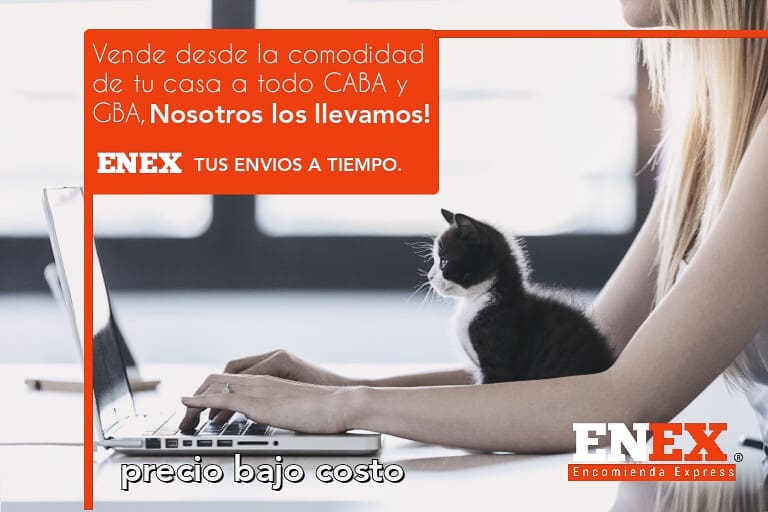 Vende desde la comodidad
de tu casa a todo CABA y
GBA, Nosotros los llevamos!
ENEX TUS ENVIOS A TIEMPO.
precio bajo costo
ENEX ®
Encomienda Express